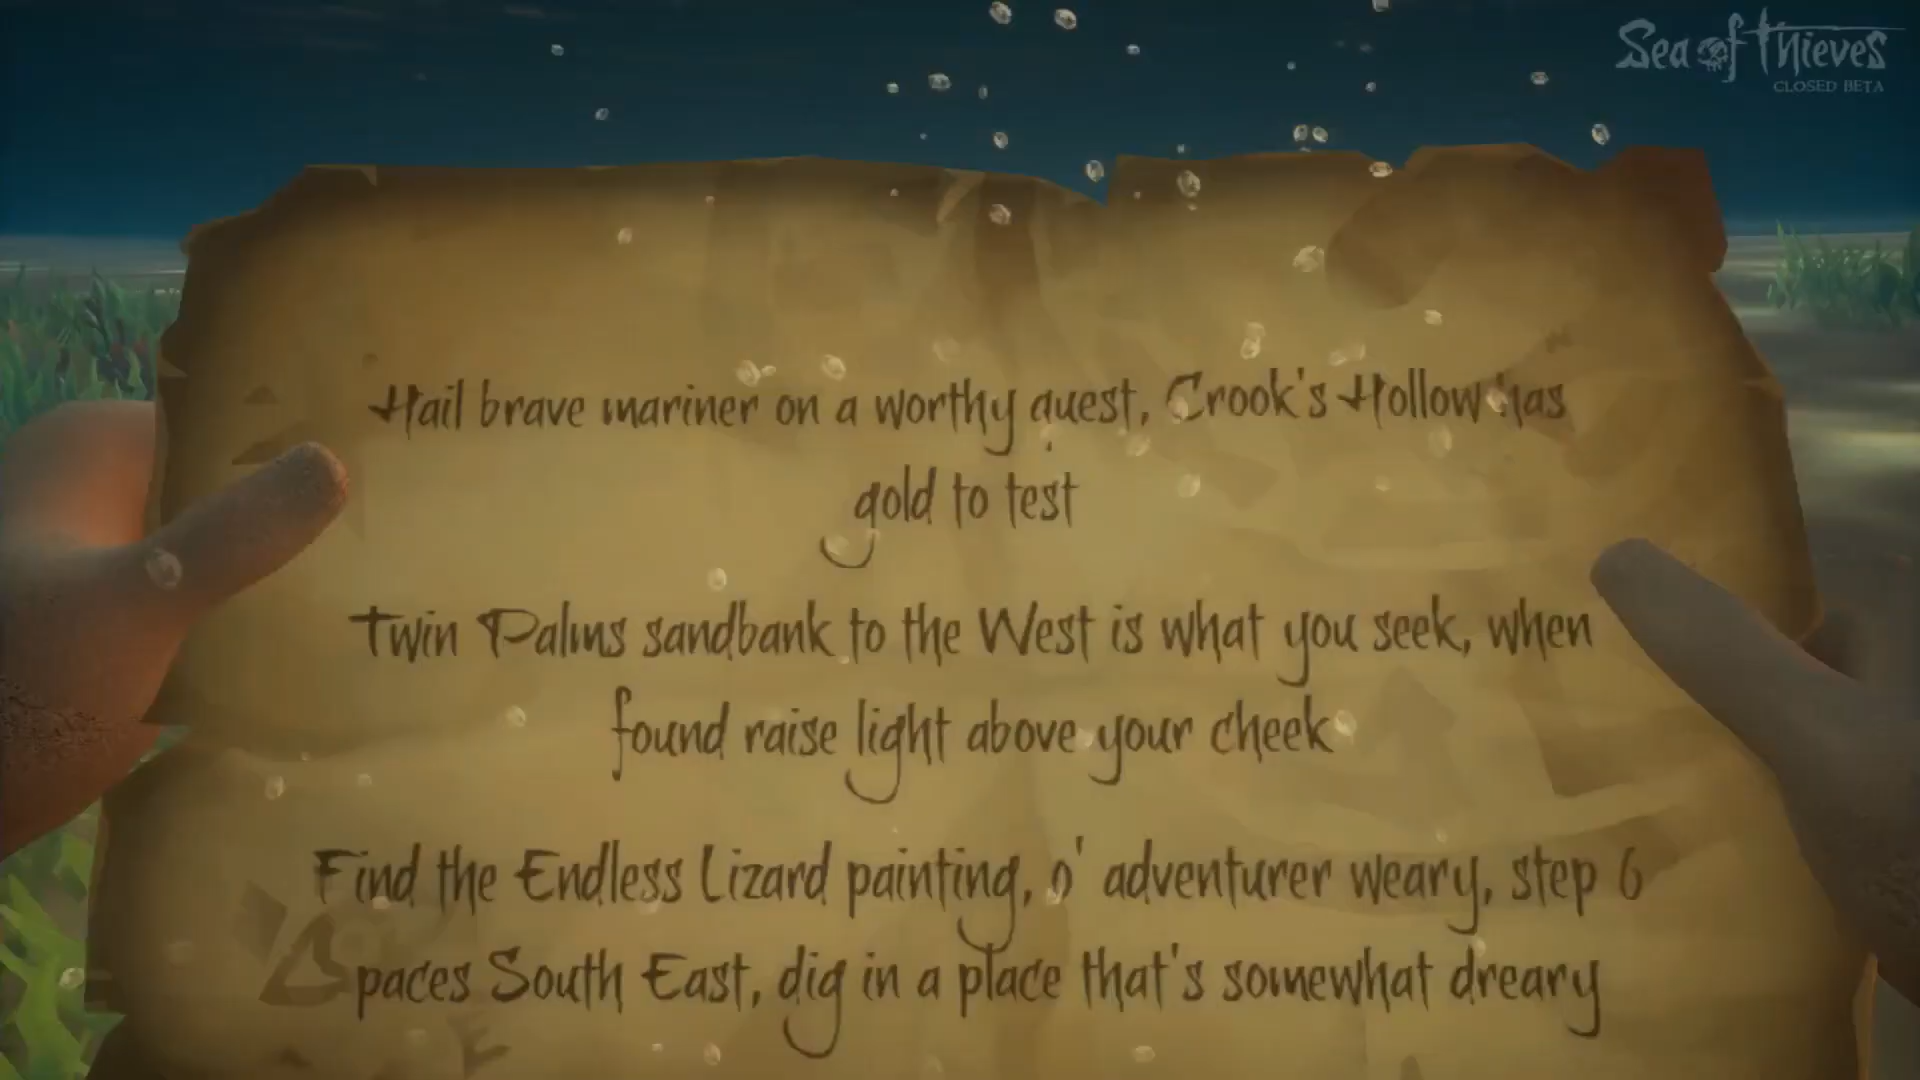 Sea of Thieves
CLOSED BETA
Hail brave mariner on a worthy quest, Crook's Hollow has
gold to test
Twin Palms sandbank to the West is what you seek, when
found raise light above your cheek
Find the Endless Lizard painting, o' adventurer weary, step 6
paces South East, dig in a place that's somewhat dreary